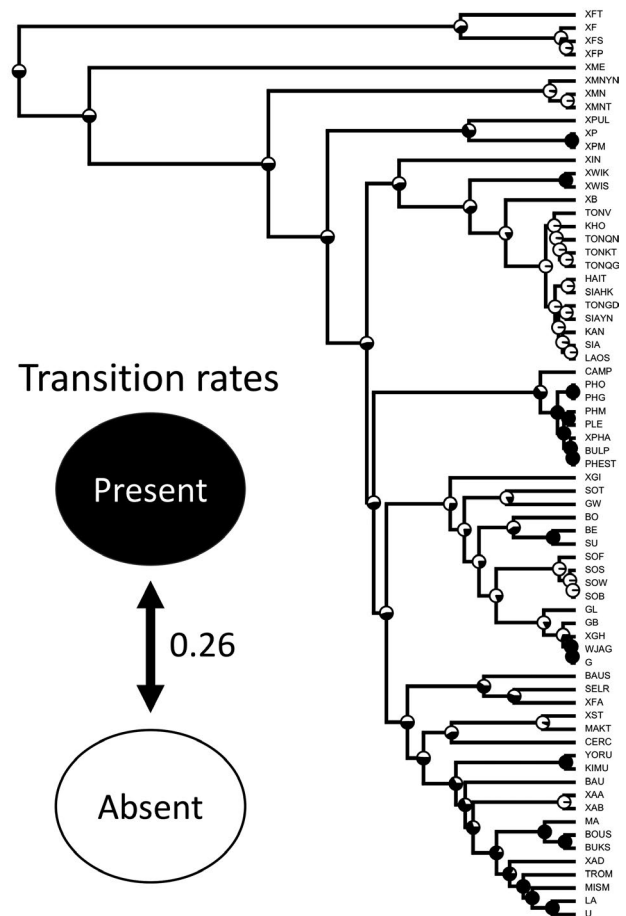 XFT
XF
XFS
XFP
XME
XMNYN
XMN
XMNT
XPUL
XP
XPM
XIN
XWIK
XWIS
XB
TONV
KHO
TONQN
TONKT
TONQG
HAIT
SIAHK
TONGD
SIAYN
KAN
SIA
LAOS
Transition rates
Present
0.26
Absent
CAMP
PHO
PHG
PHM
PLE
XPHA
BULP
PHEST
XGI
SOT
GW
BO
BE
SU
SOF
SOS
SOW
SOB
GL
GB
XGH
WJAG
G
BAUS
SELR
XFA
XST
MAKT
CERC
YORU
KIMU
BAU
XAA
XAB
MA
BOUS
BUKS
XAD
TROM
MISM
LA